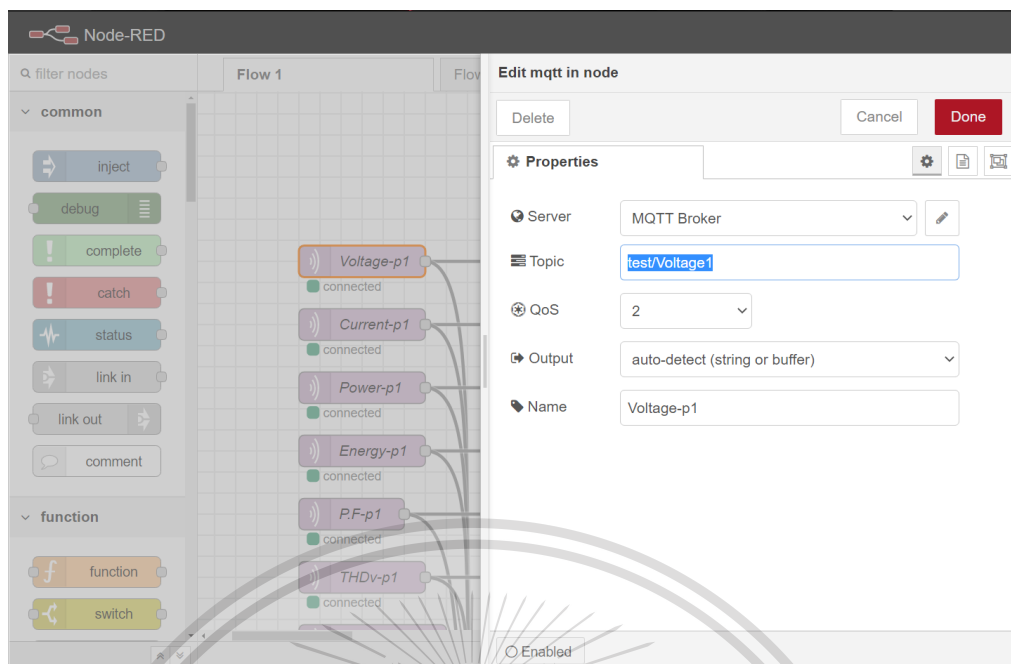 Node-RED
filter nodes
Flow 1
Flow
Edit mqtt in node
Delete
Cancel
Done
Properties
Server
MQTT Broker
Topic
test/Voltage1
QoS
2
Output
auto-detect (string or buffer)
Name
Voltage-p1
Enabled
common
inject
debug
complete
catch
status
link in
link out
comment
function
function
switch
Voltage-p1
connected
Current-p1
connected
Power-p1
connected
Energy-p1
connected
P.F-p1
connected
THDv-p1
connected